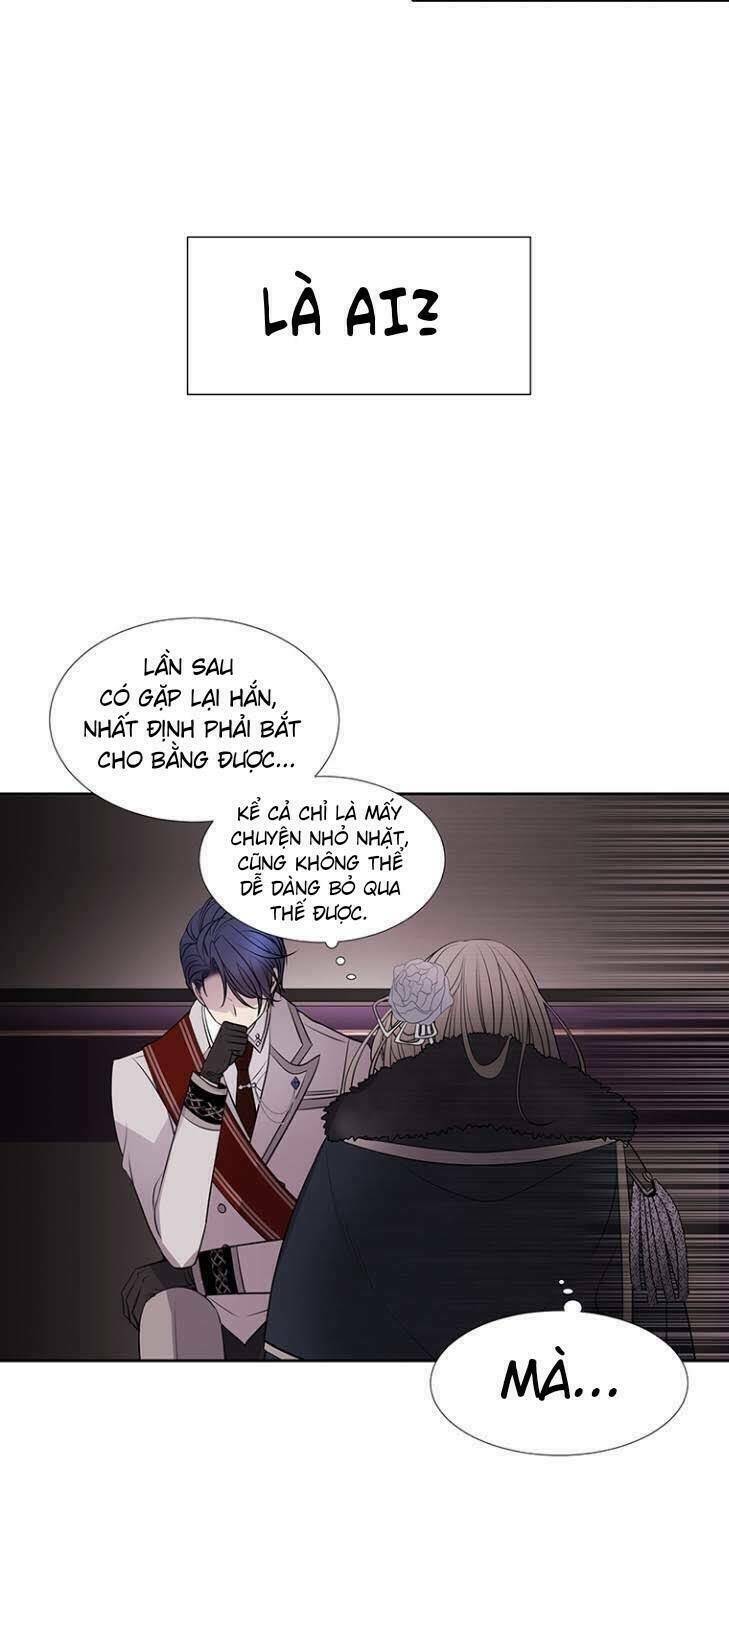 LÀ AI?
LẦN SAU
CÓ GẶP LẠI HẮN,
NHẤT ĐỊNH PHẢI BẮT
CHO BẰNG ĐƯỢC...
KỂ CẢ CHỈ LÀ MẤY
CHUYỆN NHỎ NHẶT,
CŨNG KHÔNG THỂ
DỄ DÀNG BỎ QUA
THẾ ĐƯỢC.
MÀ...